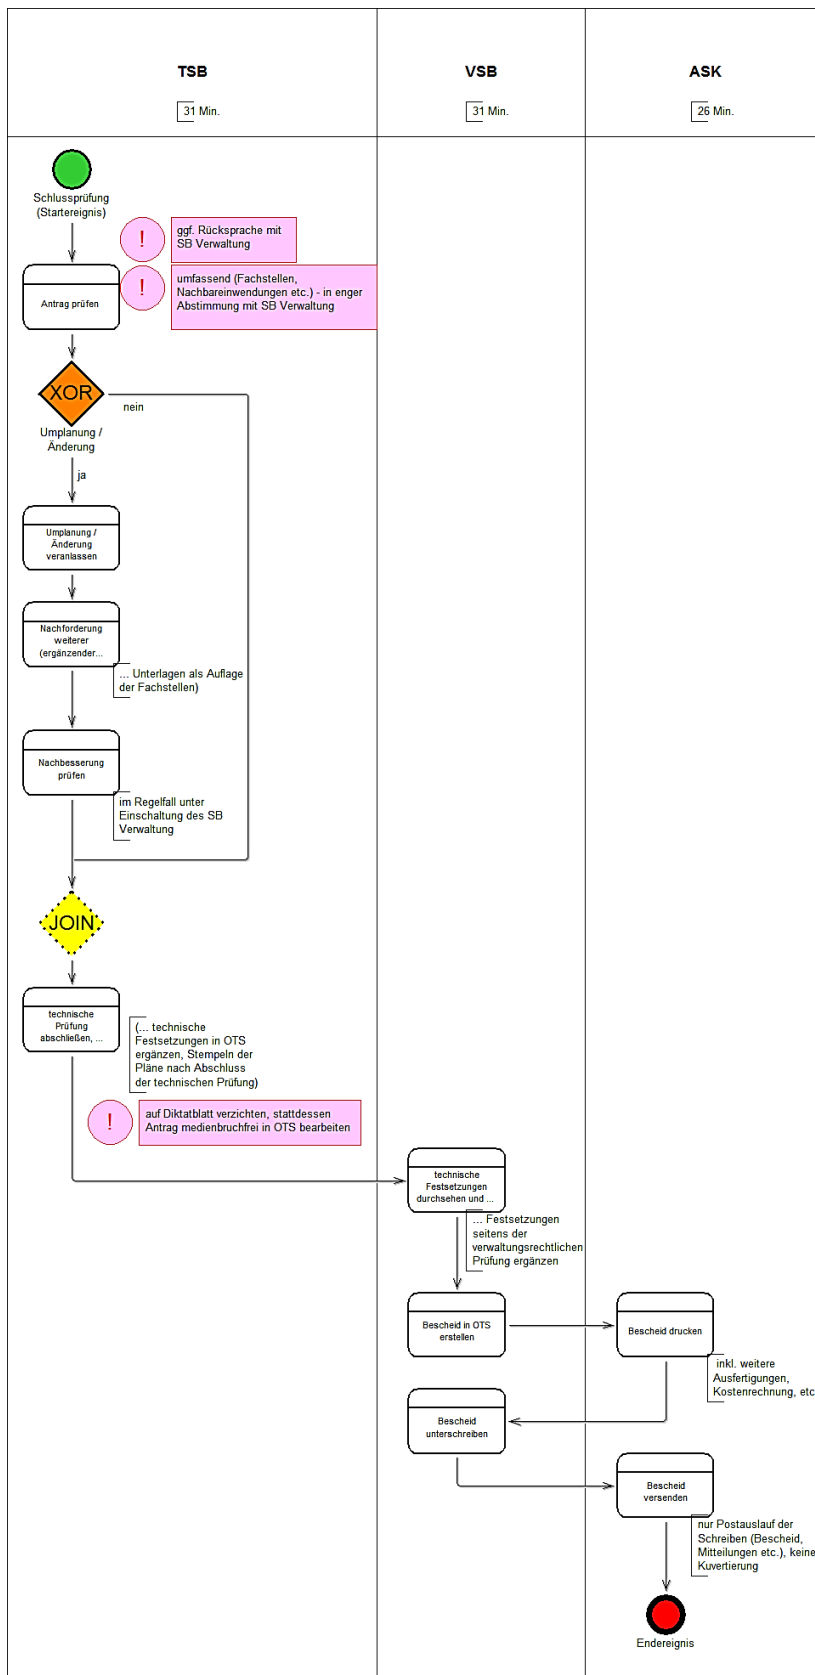 TSB
VSB
ASK
31 Min.
31 Min.
26 Min.
Schlussprüfung
(Startereignis)
!
ggf. Rücksprache mit
SB Verwaltung
!
umfassend (Fachstellen,
Nachbareinwendungen etc.) - in enger
Abstimmung mit SB Verwaltung
Antrag prüfen
XOR
nein
Umplanung /
Änderung
ja
Umplanung /
Änderung
veranlassen
Nachforderung
weiterer
(ergänzender...
... Unterlagen als Auflage
der Fachstellen)
Nachbesserung
prüfen
im Regelfall unter
Einschaltung des SB
Verwaltung
JOIN
technische
Prüfung
abschließen, ...
(... technische
Festsetzungen in OTS
ergänzen, Stempeln der
Pläne nach Abschluss
der technischen Prüfung)
!
auf Diktatblatt verzichten, stattdessen
Antrag medienbruchfrei in OTS bearbeiten
technische
Festsetzungen
durchsehen und ...
... Festsetzungen
seitens der
verwaltungsrechtlichen
Prüfung ergänzen
Bescheid in OTS
erstellen
Bescheid drucken
inkl. weitere
Ausfertigungen,
Kostenrechnung, etc
Bescheid
unterschreiben
Bescheid
versenden
nur Postauslauf der
Schreiben (Bescheid,
Mitteilungen etc.), keine
Kuvertierung
Endereignis